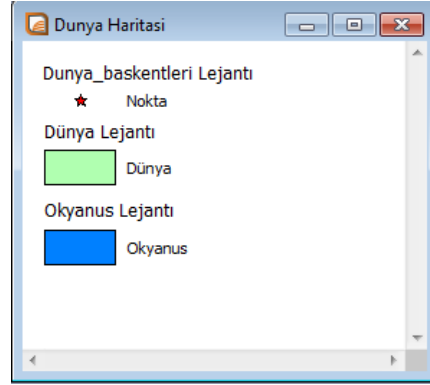 Dunya Haritasi
Dunya_baskentleri Lejantı
Nokta
Dünya Lejantı
Dünya
Okyanus Lejantı
Okyanus